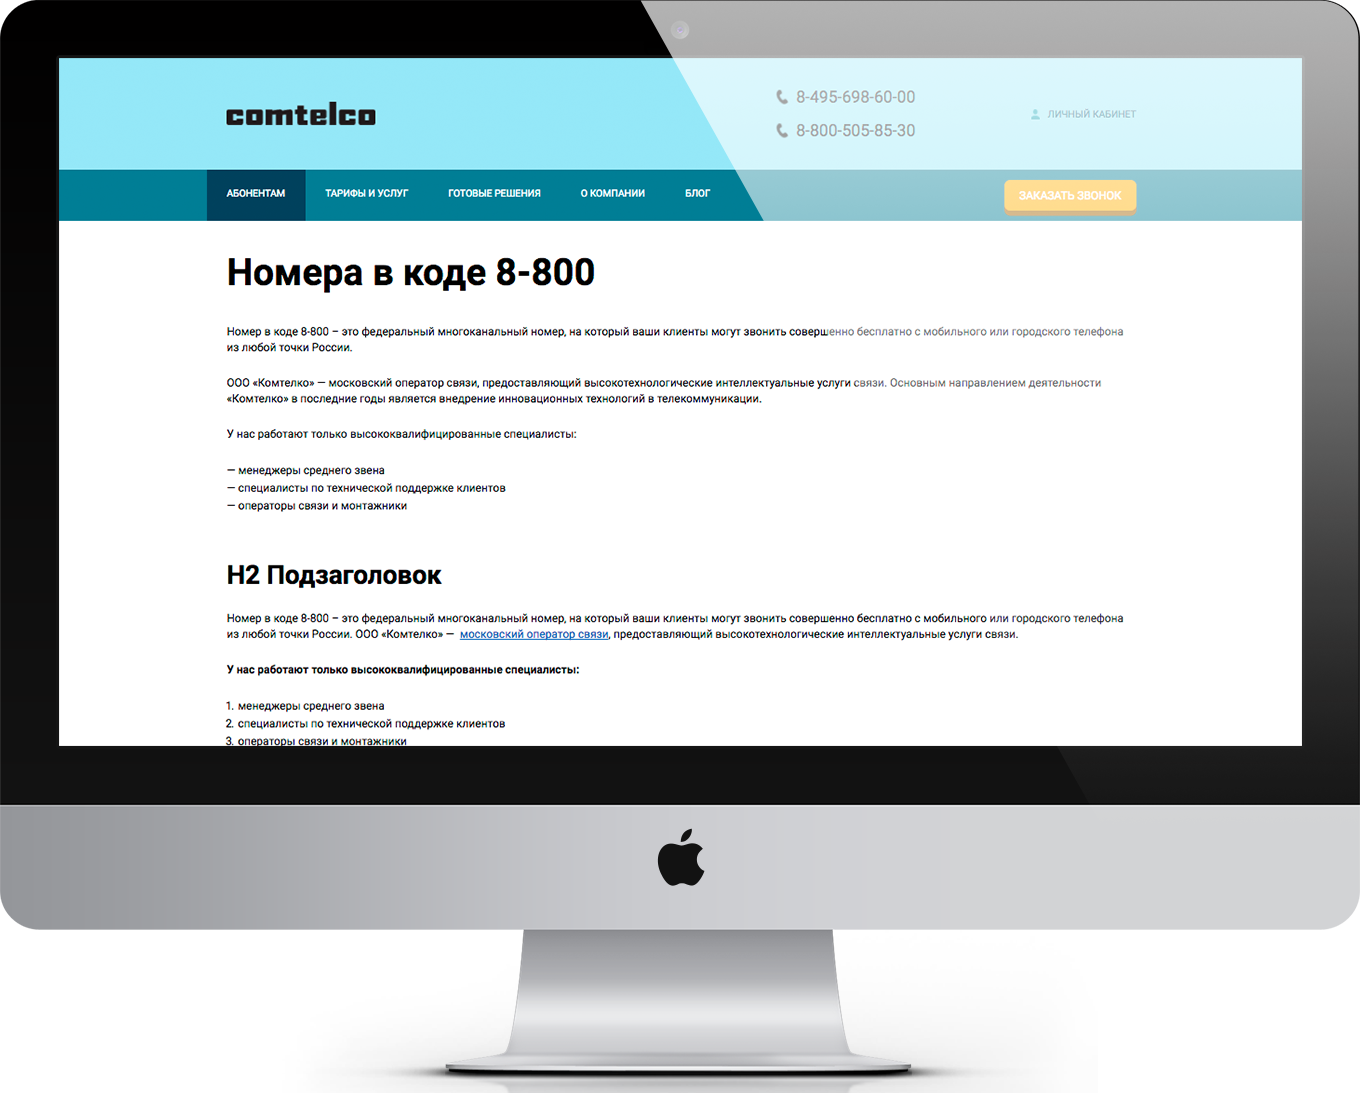 comtelco
8-495-698-60-00
8-800-505-85-30
ЛИЧНЫЙ КАБИНЕТ
АБОНЕНТАМ ТАРИФЫ И УСЛУГ ГОТОВЫЕ РЕШЕНИЯ О КОМПАНИИ БЛОГ ЗАКАЗАТЬ ЗВОНОК
Номера в коде 8-800
Номер в коде 8-800 – это федеральный многоканальный номер, на который ваши клиенты могут звонить совершенно бесплатно с мобильного или городского телефона
из любой точки России.
ООО «Комтелко» — московский оператор связи, предоставляющий высокотехнологические интеллектуальные услуги связи. Основным направлением деятельности
«Комтелко» в последние годы является внедрение инновационных технологий в телекоммуникации.
У нас работают только высококвалифицированные специалисты:
— менеджеры среднего звена
— специалисты по технической поддержке клиентов
— операторы связи и монтажники
Н2 Подзаголовок
Номер в коде 8-800 – это федеральный многоканальный номер, на который ваши клиенты могут звонить совершенно бесплатно с мобильного или городского телефона
из любой точки России. ООО «Комтелко» — московский оператор связи, предоставляющий высокотехнологические интеллектуальные услуги связи.
У нас работают только высококвалифицированные специалисты:
1. менеджеры среднего звена
2. специалисты по технической поддержке клиентов
3. операторы связи и монтажники